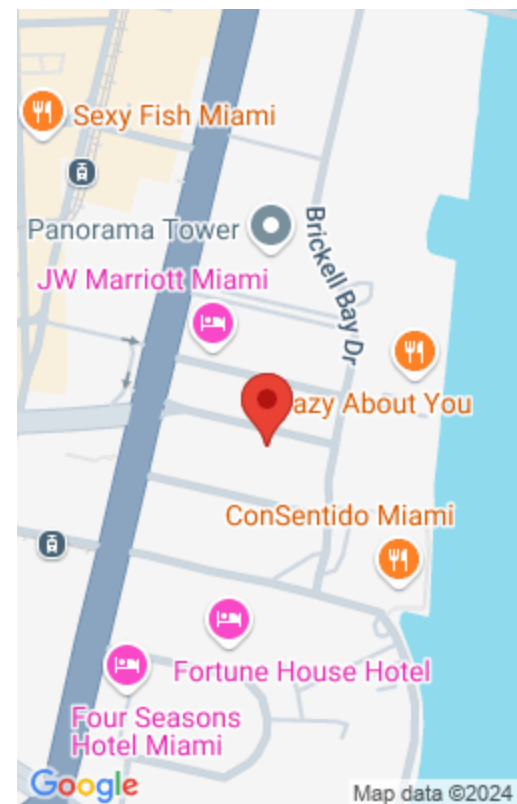 Sexy Fish Miami
Panorama Tower
Brickell Bay Dr
JW Marriott Miami
azy About You
ConSentido Miami
Fortune House Hotel
Four Seasons
Hotel Miami
Google
Map data ©2024